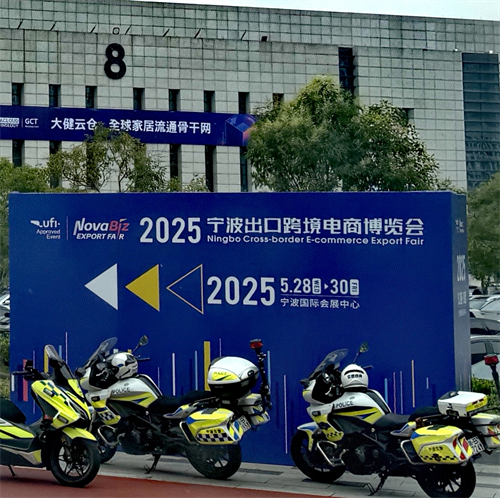 8
GCT
大健云仓 全球家居流通骨干网
ufi
Approved
Event
NovaBiz
EXPORT FAIR
2025 宁波出口跨境电商博览会
Ningbo Cross-border E-commerce Export Fair
2025 5.28 30
宁波国际会展中心
POLICE
POLICE